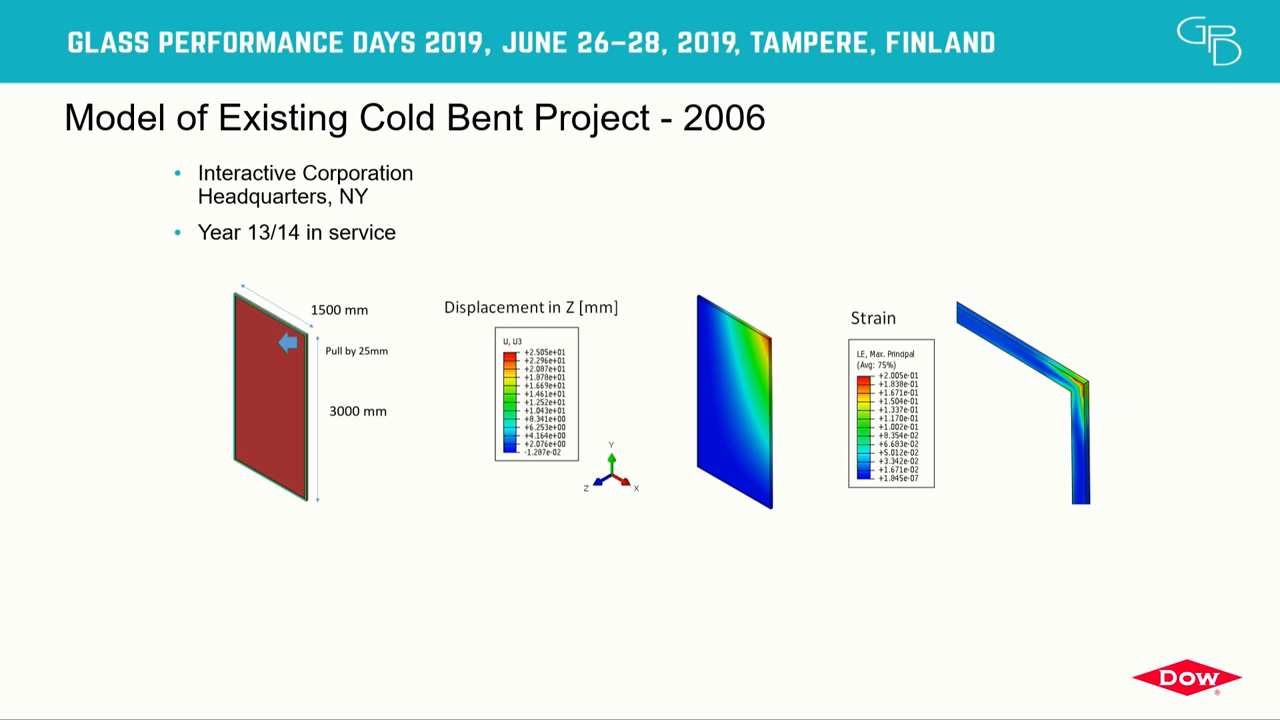 GLASS PERFORMANCE DAYS 2019, JUNE 26–28, 2019, TAMPERE, FINLAND
GPD
Model of Existing Cold Bent Project - 2006
• Interactive Corporation
Headquarters, NY
• Year 13/14 in service
1500 mm
Pull by 25mm
3000 mm
Displacement in Z [mm]
U, U3
+2.505e+01
+2.296e+01
+2.087e+01
+1.878e+01
+1.669e+01
+1.461e+01
+1.252e+01
+1.043e+01
+8.341e+00
+6.253e+00
+4.164e+00
+2.076e+00
-1.287e-02
Y
Z
X
Strain
LE, Max. Principal
(Avg: 75%)
+2.005e-01
+1.838e-01
+1.671e-01
+1.504e-01
+1.337e-01
+1.170e-01
+1.002e-01
+8.354e-02
+6.683e-02
+5.012e-02
+3.342e-02
+1.671e-02
+1.845e-07
DOW
®